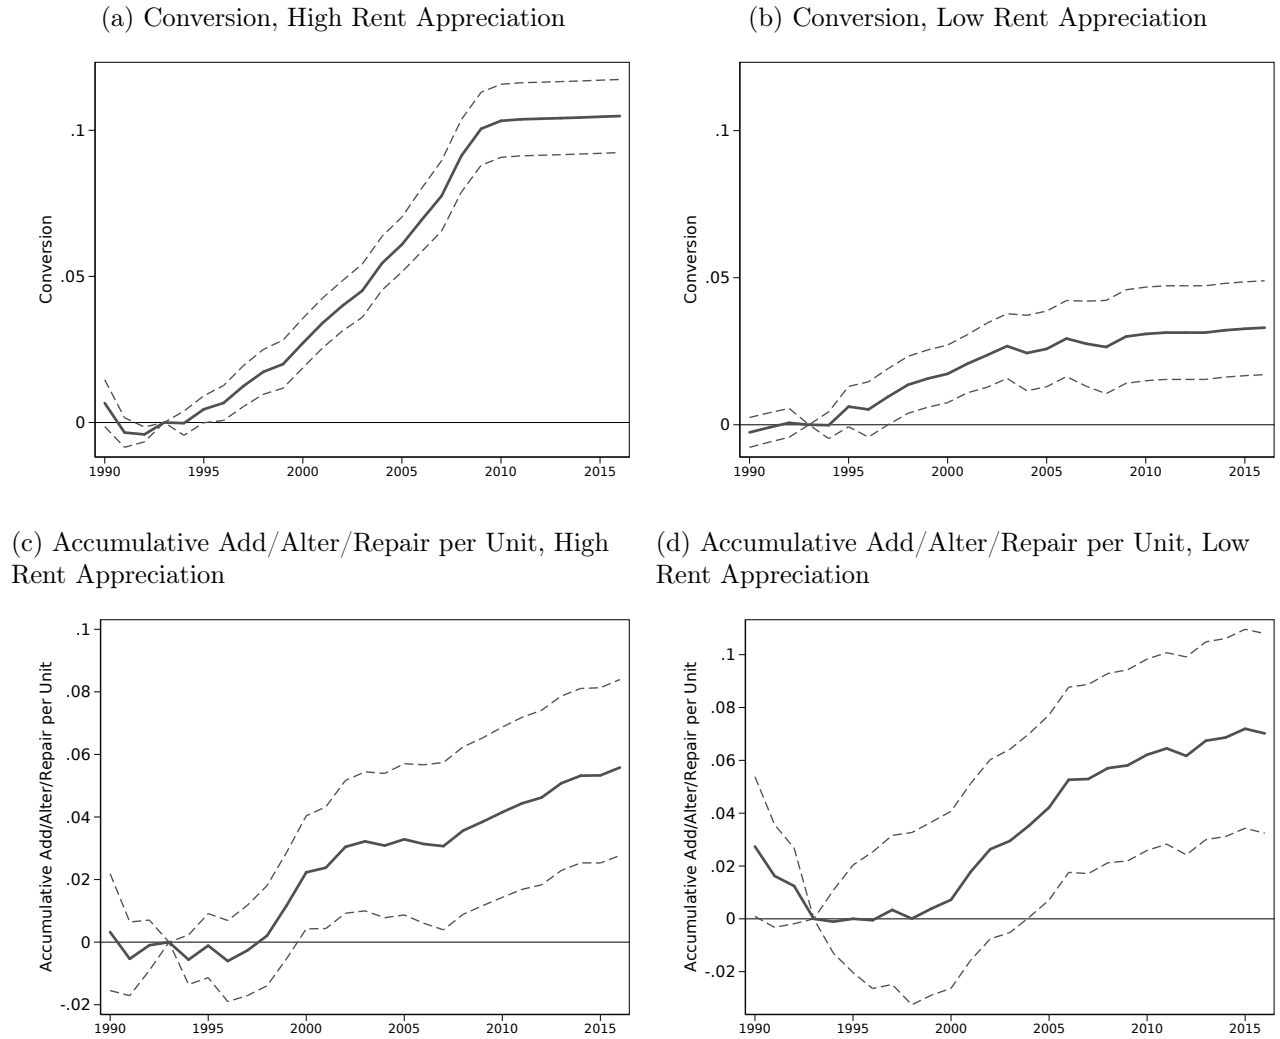 (a) Conversion, High Rent Appreciation
.1
.05
0
Conversion
1990 1995 2000 2005 2010 2015
(b) Conversion, Low Rent Appreciation
.1
.05
0
Conversion
1990 1995 2000 2005 2010 2015
(c) Accumulative Add/Alter/Repair per Unit, High
Rent Appreciation
.1
.08
.06
.04
.02
0
-.02
Accumulative Add/Alter/Repair per Unit
1990 1995 2000 2005 2010 2015
(d) Accumulative Add/Alter/Repair per Unit, Low
Rent Appreciation
.1
.08
.06
.04
.02
0
-.02
Accumulative Add/Alter/Repair per Unit
1990 1995 2000 2005 2010 2015